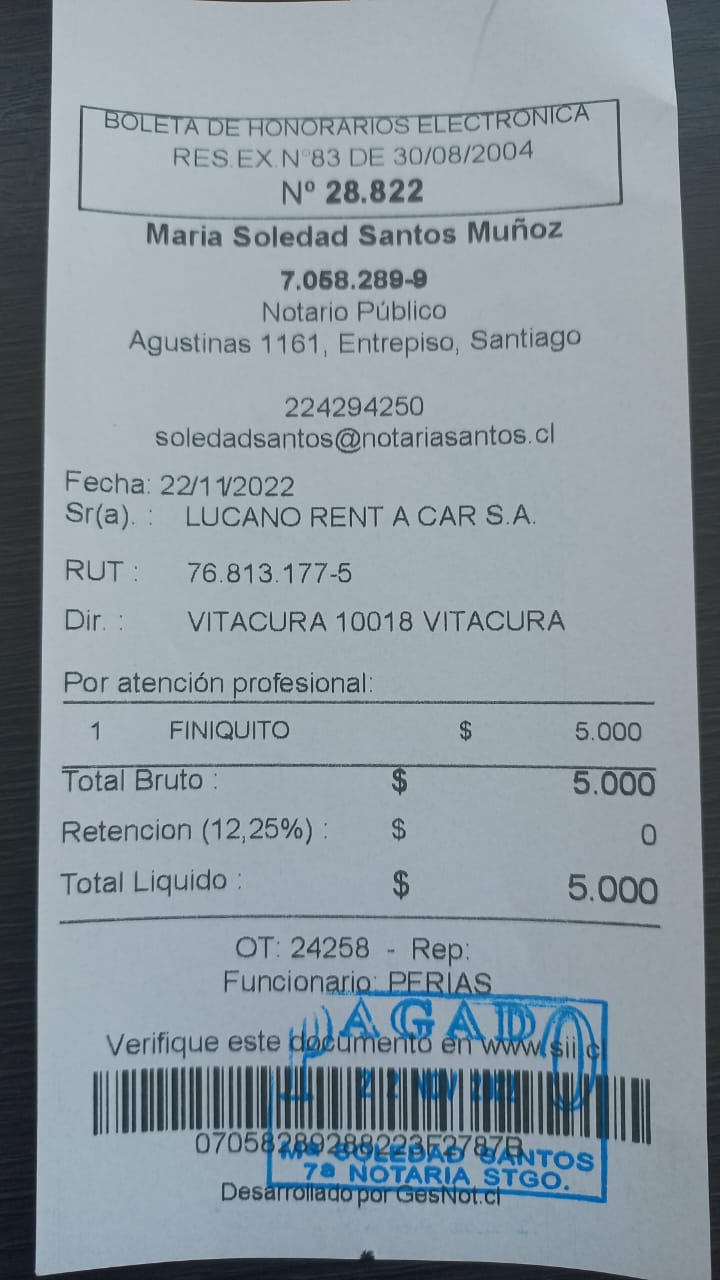 BOLETA DE HONORARIOS ELECTRONICA
RES.EX.N°83 DE 30/08/2004
Nº 28.822
Maria Soledad Santos Muñoz
7.058.289-9
Notario Público
Agustinas 1161, Entrepiso, Santiago
224294250
soledadsantos@notariasantos.cl
Fecha: 22/11/2022
Sr(a). : LUCANO RENT A CAR S.A.
RUT : 76.813.177-5
Dir. : VITACURA 10018 VITACURA
Por atención profesional:
1 FINIQUITO $ 5.000
Total Bruto : $ 5.000
Retencion (12,25%) : $ 0
Total Liquido : $ 5.000
OT: 24258 - Rep:
Funcionario: PFRIAS
PAGADO
Verifique este documento en www.sii.cl
22 NOV 2022
07058289288223F2787B
Mª SOLEDAD SANTOS
7ª NOTARIA STGO.
Desarrollado por GesNot.cl